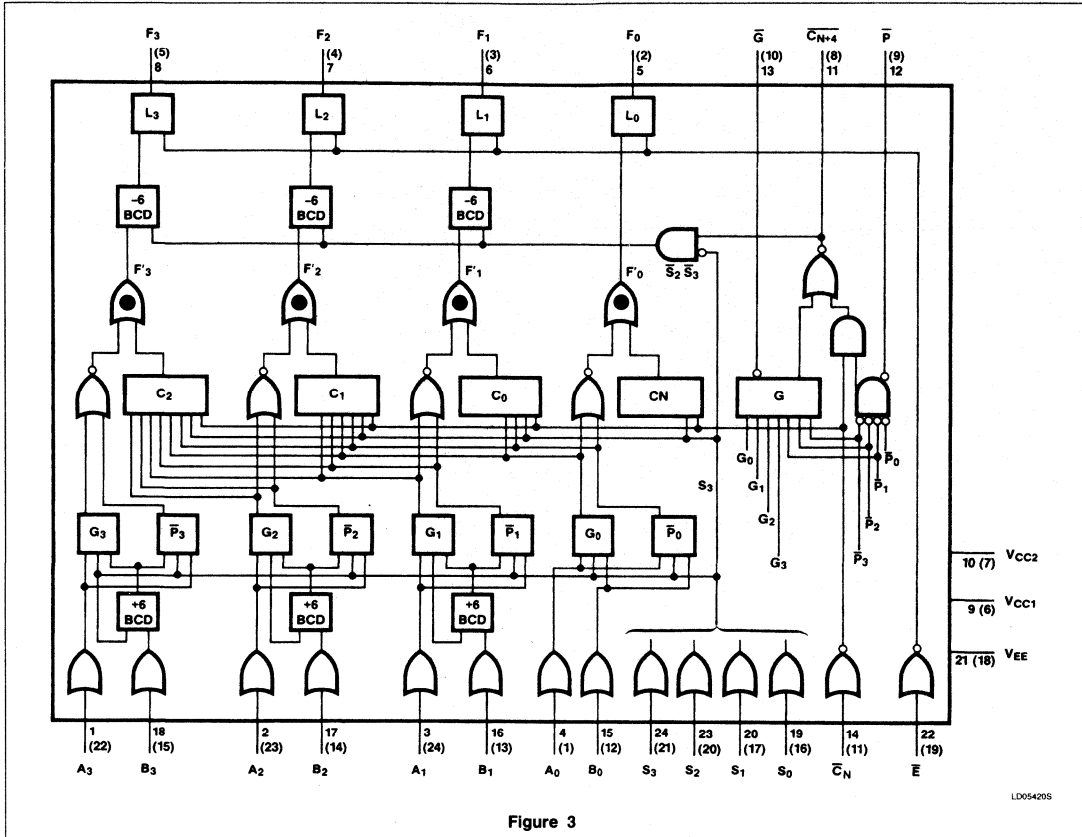 F3 F2 F1 F0 G̅ C̅N+4 P̅
(5) (4) (3) (2) (10) (8) (9)
8 7 6 5 13 11 12
L3 L2 L1 L0
–6 BCD –6 BCD –6 BCD
S̅2 S̅3
F'3 F'2 F'1 F'0
C2 C1 C0 CN G
G0 P̅0
S3 G1 P̅1
G2 P̅2
G3 P̅3 G2 P̅2 G1 P̅1 G0 P̅0
G3 P̅3
+6 BCD +6 BCD +6 BCD
10 (7) VCC2
9 (6) VCC1
21 (18) VEE
1 18 2 17 3 16 4 15 24 23 20 19 14 22
(22) (15) (23) (14) (24) (13) (1) (12) (21) (20) (17) (16) (11) (19)
A3 B3 A2 B2 A1 B1 A0 B0 S3 S2 S1 S0 C̅N E̅
LD05420S
Figure 3